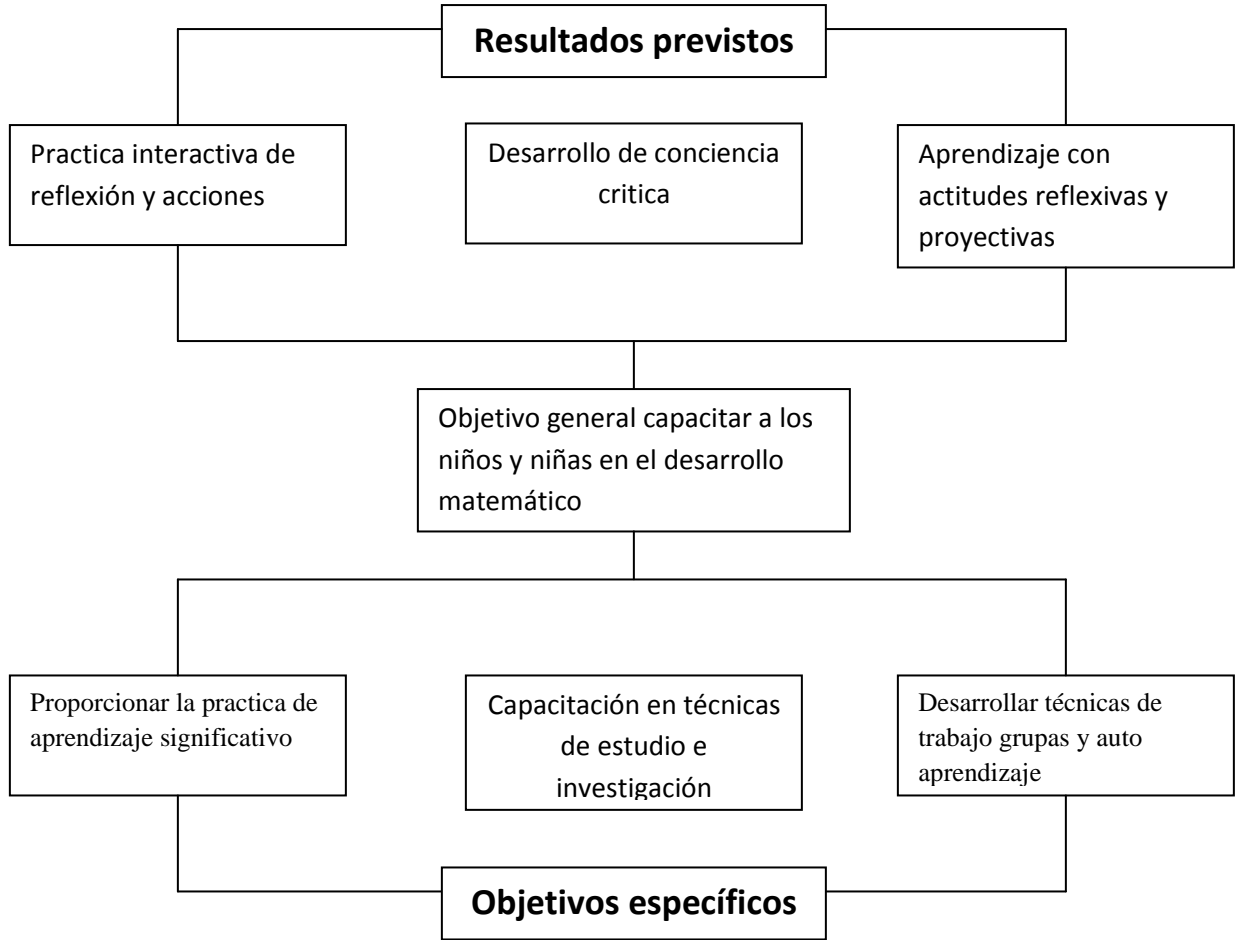 Resultados previstos
Practica interactiva de
reflexión y acciones
Desarrollo de conciencia
critica
Aprendizaje con
actitudes reflexivas y
proyectivas
Objetivo general capacitar a los
niños y niñas en el desarrollo
matemático
Proporcionar la practica de
aprendizaje significativo
Capacitación en técnicas
de estudio e
investigación
Desarrollar técnicas de
trabajo grupas y auto
aprendizaje
Objetivos específicos